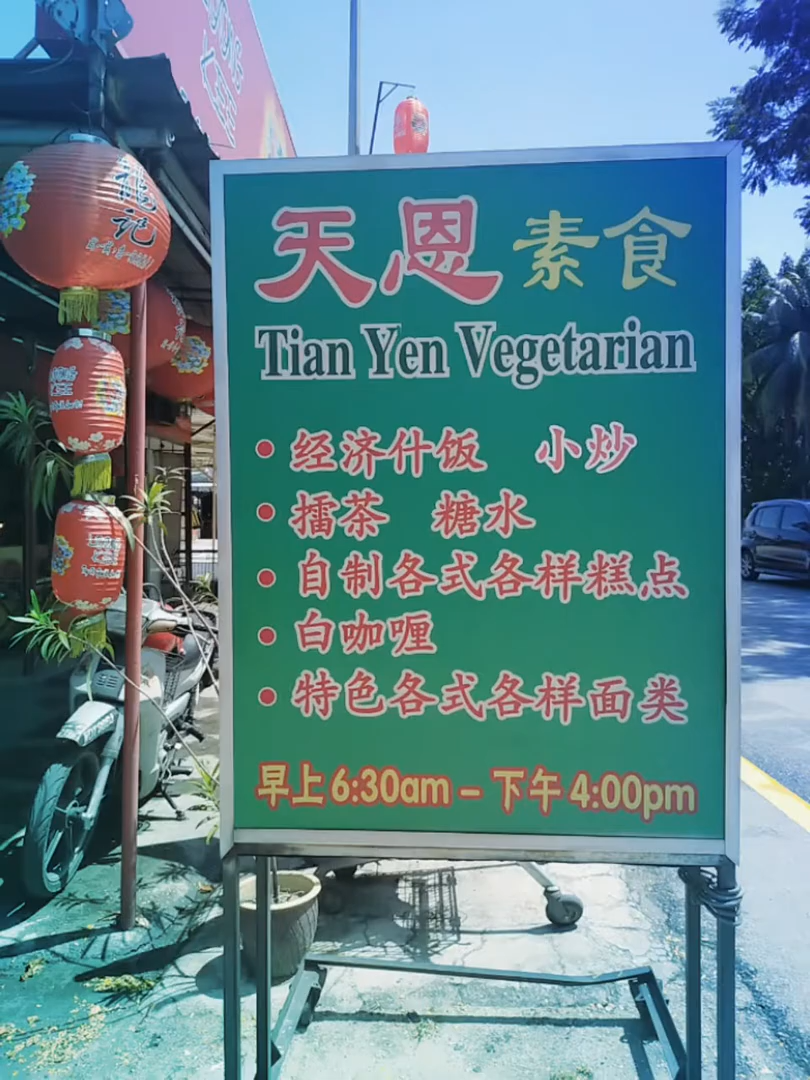 天恩素食
Tian Yen Vegetarian
• 经济什饭 小炒
• 擂茶 糖水
• 自制各式各样糕点
• 白咖喱
• 特色各式各样面类
早上 6:30am – 下午 4:00pm
龍记